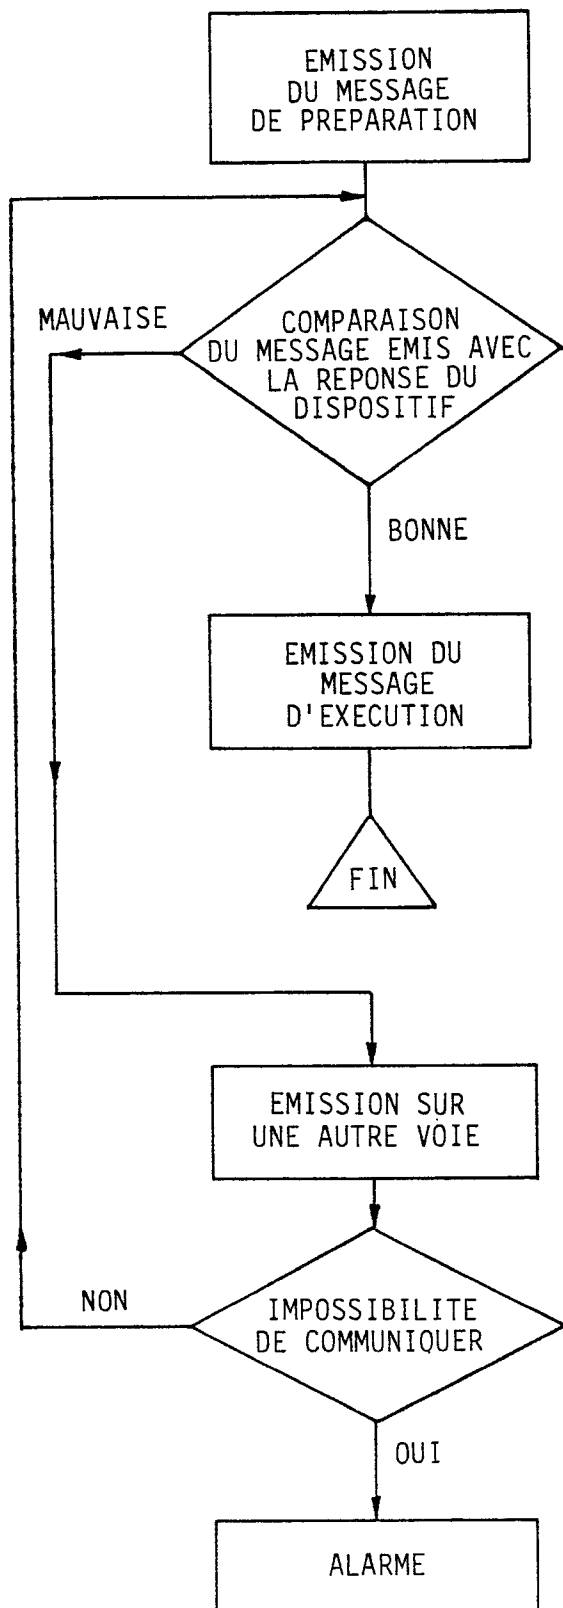 EMISSION
DU MESSAGE
DE PREPARATION
MAUVAISE
COMPARAISON
DU MESSAGE EMIS AVEC
LA REPONSE DU
DISPOSITIF
BONNE
EMISSION DU
MESSAGE
D'EXECUTION
FIN
EMISSION SUR
UNE AUTRE VOIE
NON
IMPOSSIBILITE
DE COMMUNIQUER
OUI
ALARME